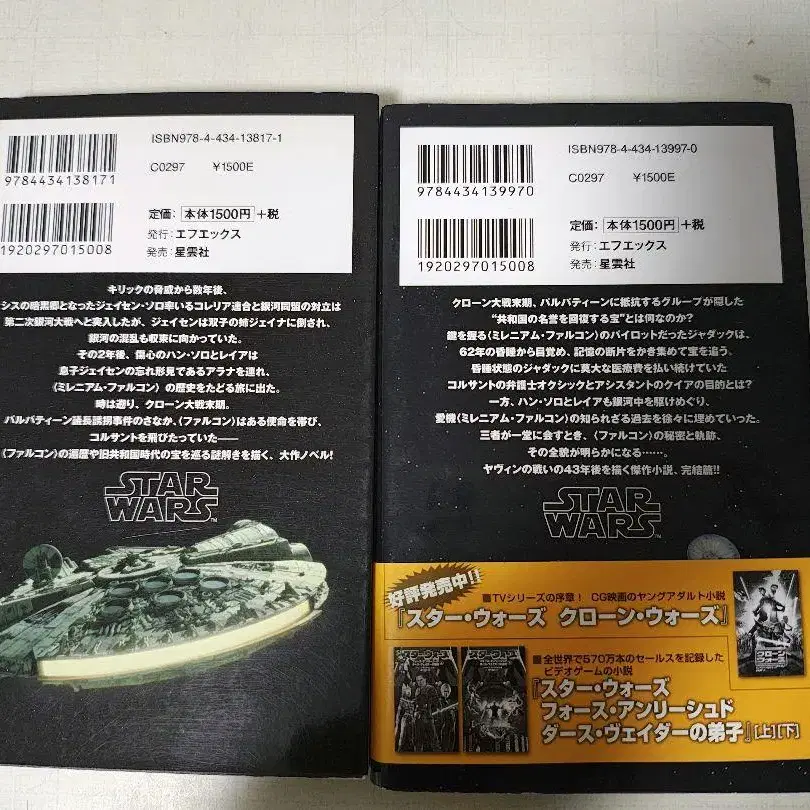 ISBN978-4-434-13817-1
C0297 ¥1500E
9784434138171
1920297015008
定価：本体1500円+税
発行：エフエックス
発売：星雲社
キリックの脅威から数年後、
シスの暗黒卿となったジェイセン・ソロ率いるコレリア連合と銀河同盟の対立は
第二次銀河大戦へと突入したが、ジェイセンは双子の姉ジェイナに倒され、
銀河の混乱も収束に向かっていた。
その2年後、傷心のハン・ソロとレイアは
息子ジェイセンの忘れ形見であるアラナを連れ、
〈ミレニアム・ファルコン〉の歴史をたどる旅に出た。
時は遡り、クローン大戦末期。
パルパティーン議長誘拐事件のさなか、〈ファルコン〉はある使命を帯び、
コルサントを飛びたっていた――
〈ファルコン〉の遍歴や旧共和国時代の宝を巡る謎解きを描く、大作ノベル!
STAR
WARS™
ISBN978-4-434-13997-0
C0297 ¥1500E
9784434139970
1920297015008
定価：本体1500円+税
発行：エフエックス
発売：星雲社
クローン大戦末期、パルパティーンに抵抗するグループが隠した
“共和国の名誉を回復する宝”とは何なのか?
鍵を握る〈ミレニアム・ファルコン〉のパイロットだったジャダックは、
62年の昏睡から目覚め、記憶の断片をかき集めて宝を追う。
昏睡状態のジャダックに莫大な医療費を払い続けていた
コルサントの弁護士オクシックとアシスタントのケイアの目的とは?
一方、ハン・ソロとレイアも銀河中を駆けめぐり、
愛機〈ミレニアム・ファルコン〉の知られざる過去を徐々に埋めていった。
三者が一堂に会すとき、〈ファルコン〉の秘密と軌跡、
その全貌が明らかになる……。
ヤヴィンの戦いの43年後を描く傑作小説、完結篇!!
STAR
WARS™
好評発売中!!
■TVシリーズの序章! CG映画のヤングアダルト小説
『スター・ウォーズ クローン・ウォーズ』
■全世界で570万本のセールスを記録した
ビデオゲームの小説
『スター・ウォーズ
フォース・アンリーシュド
ダース・ヴェイダーの弟子』[上][下]